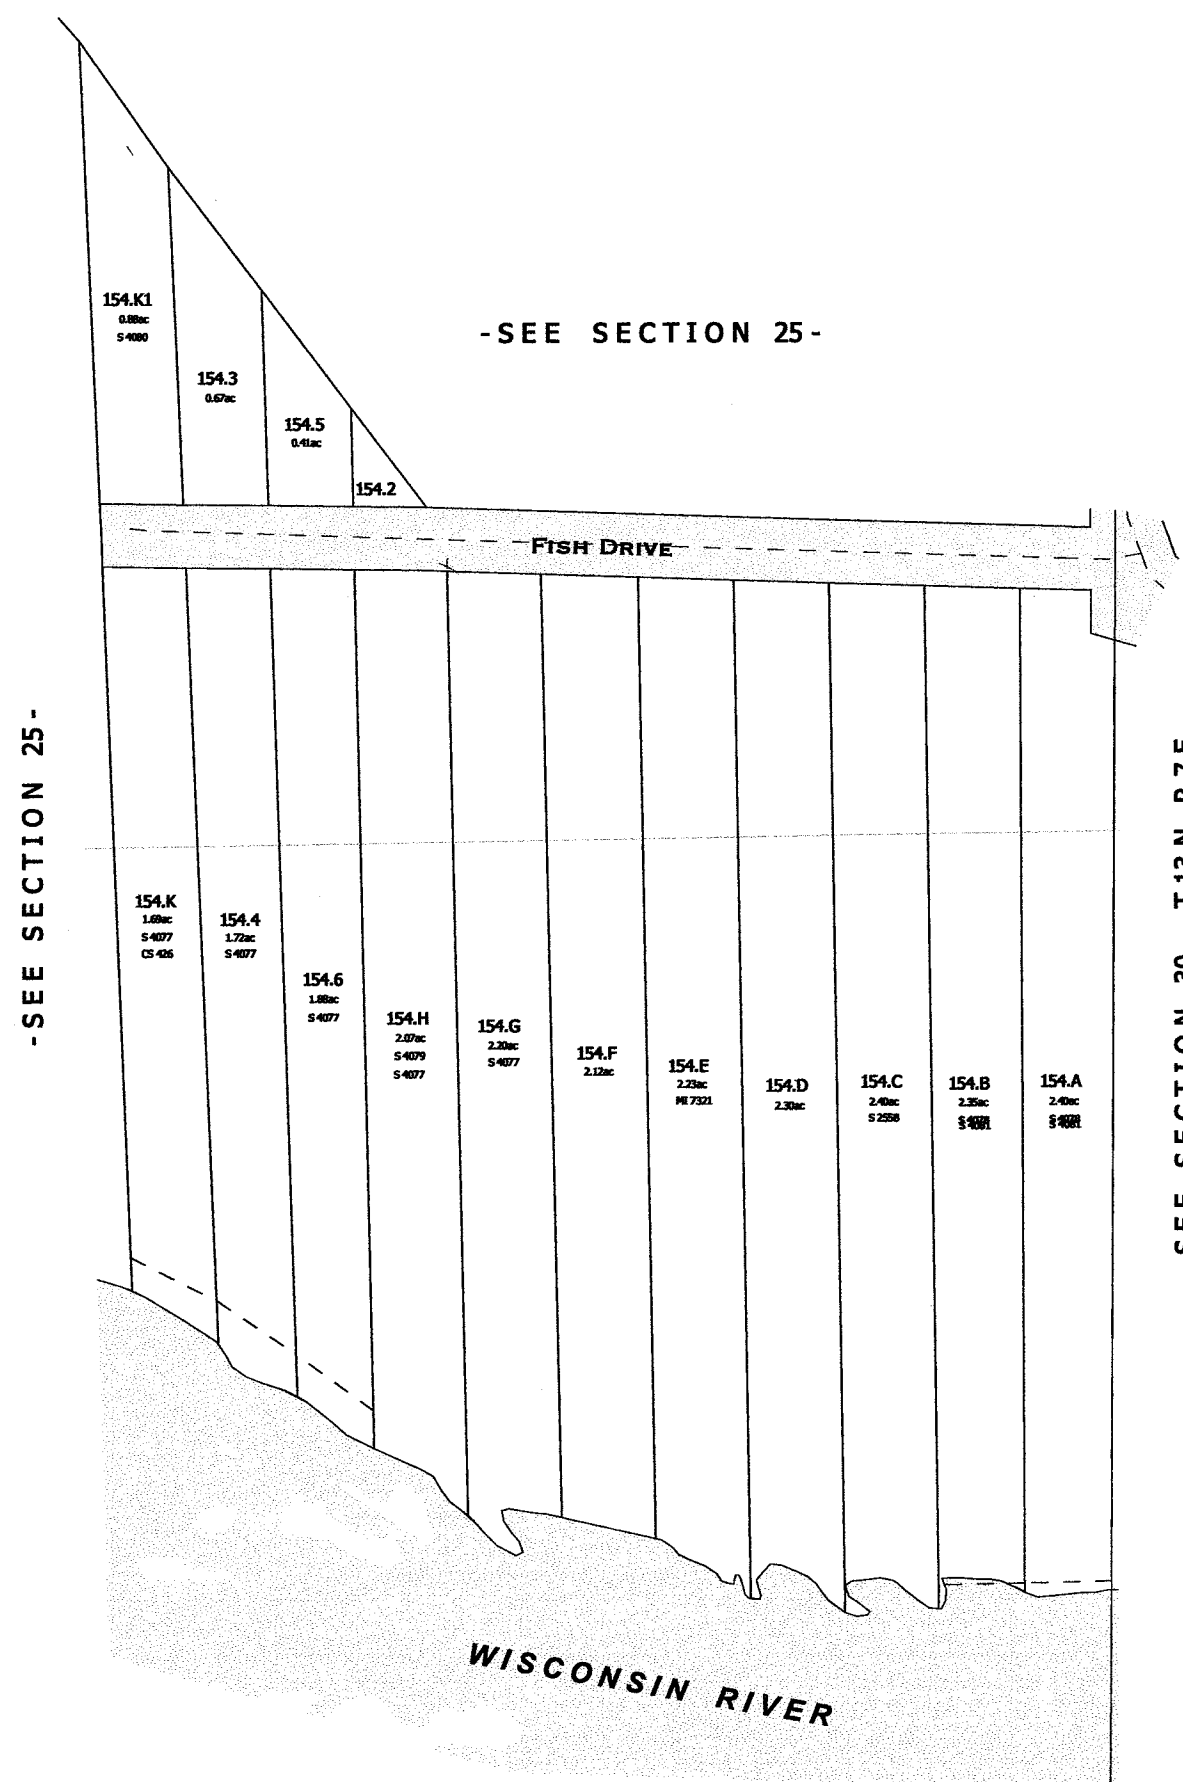 154.K1
0.88ac
S 4080
-SEE SECTION 25-
154.3
0.67ac
154.5
0.41ac
154.2
FISH DRIVE
-SEE SECTION 25-
154.K
1.69ac
S 4077
CS 426
154.4
1.72ac
S 4077
154.6
1.88ac
S 4077
154.H
2.07ac
S 4079
S 4077
154.G
2.20ac
S 4077
154.F
2.12ac
154.E
2.23ac
MI 7321
154.D
2.30ac
154.C
2.40ac
S 2558
154.B
2.35ac
154.A
2.40ac
SEE SECTION 30
WISCONSIN RIVER